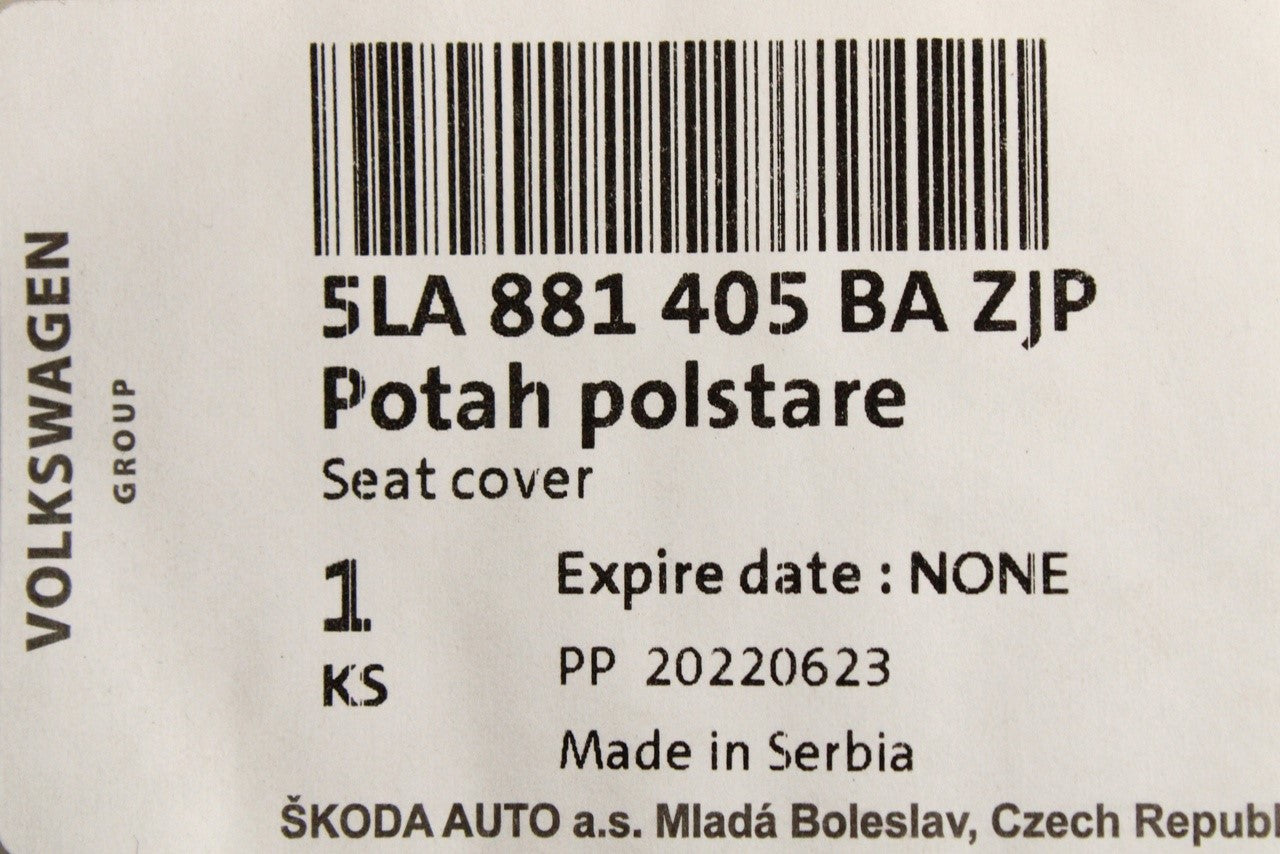 VOLKSWAGEN
GROUP
5LA 881 405 BA ZJP
Potah polstare
Seat cover
1
KS
Expire date : NONE
PP 20220623
Made in Serbia
ŠKODA AUTO a.s. Mladá Boleslav, Czech Republ